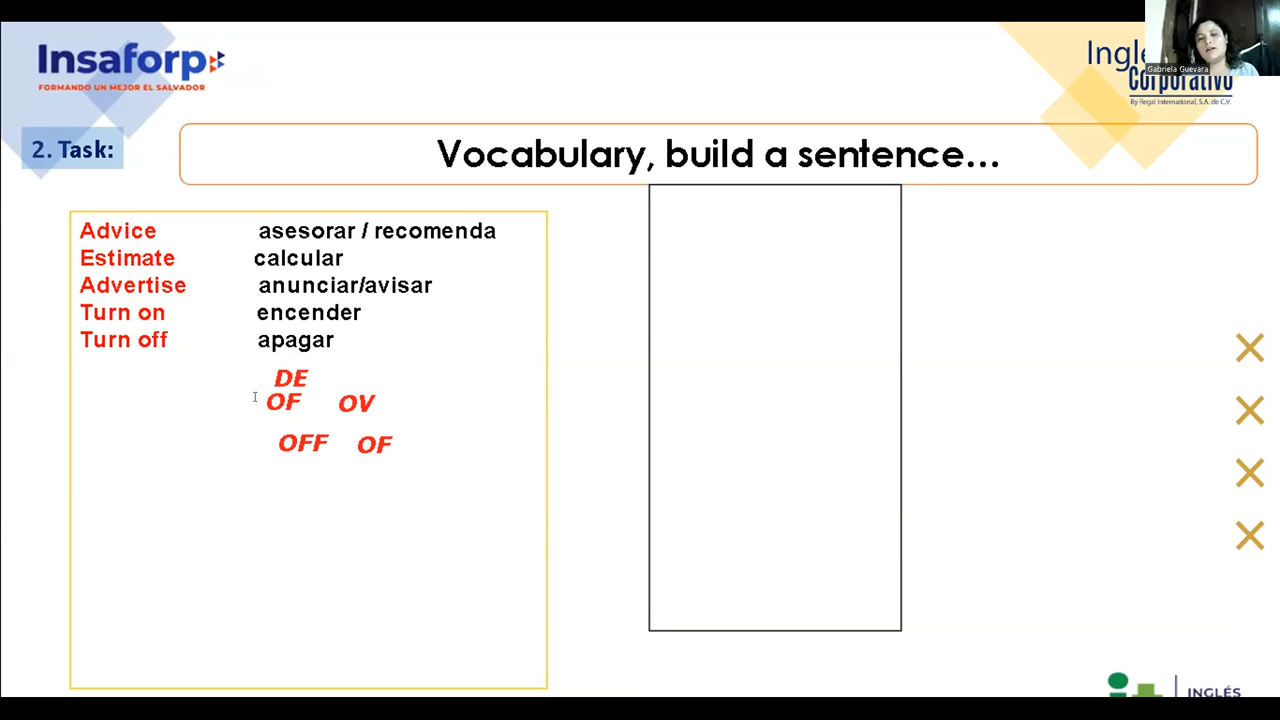 Insaforp
FORMANDO UN MEJOR EL SALVADOR
Gabriela Guevara
Corporativo
By Regal International, S.A. de C.V.
2. Task:
Vocabulary, build a sentence...
Advice asesorar / recomenda
Estimate calcular
Advertise anunciar/avisar
Turn on encender
Turn off apagar
DE
OF OV
OFF OF
INGLÉS